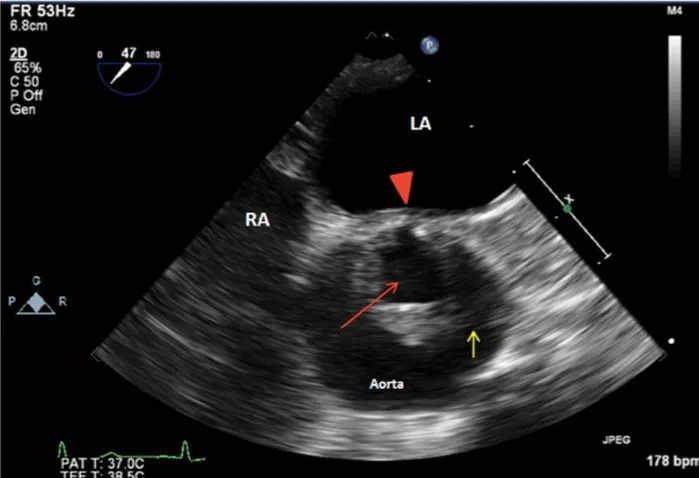 FR 53Hz
6.8cm
M4
2D
65%
C 50
P Off
Gen
0 47 180
P
LA
RA
X
G
P R
Aorta
JPEG
PAT T: 37.0C
TEE T: 38.5C
178 bpm